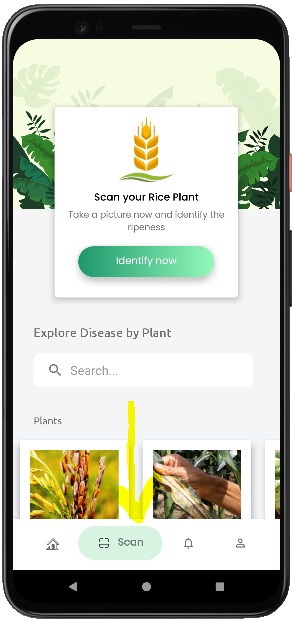 Scan your Rice Plant
Take a picture now and identify the
ripeness
Identify now
Explore Disease by Plant
Search...
Plants
Scan